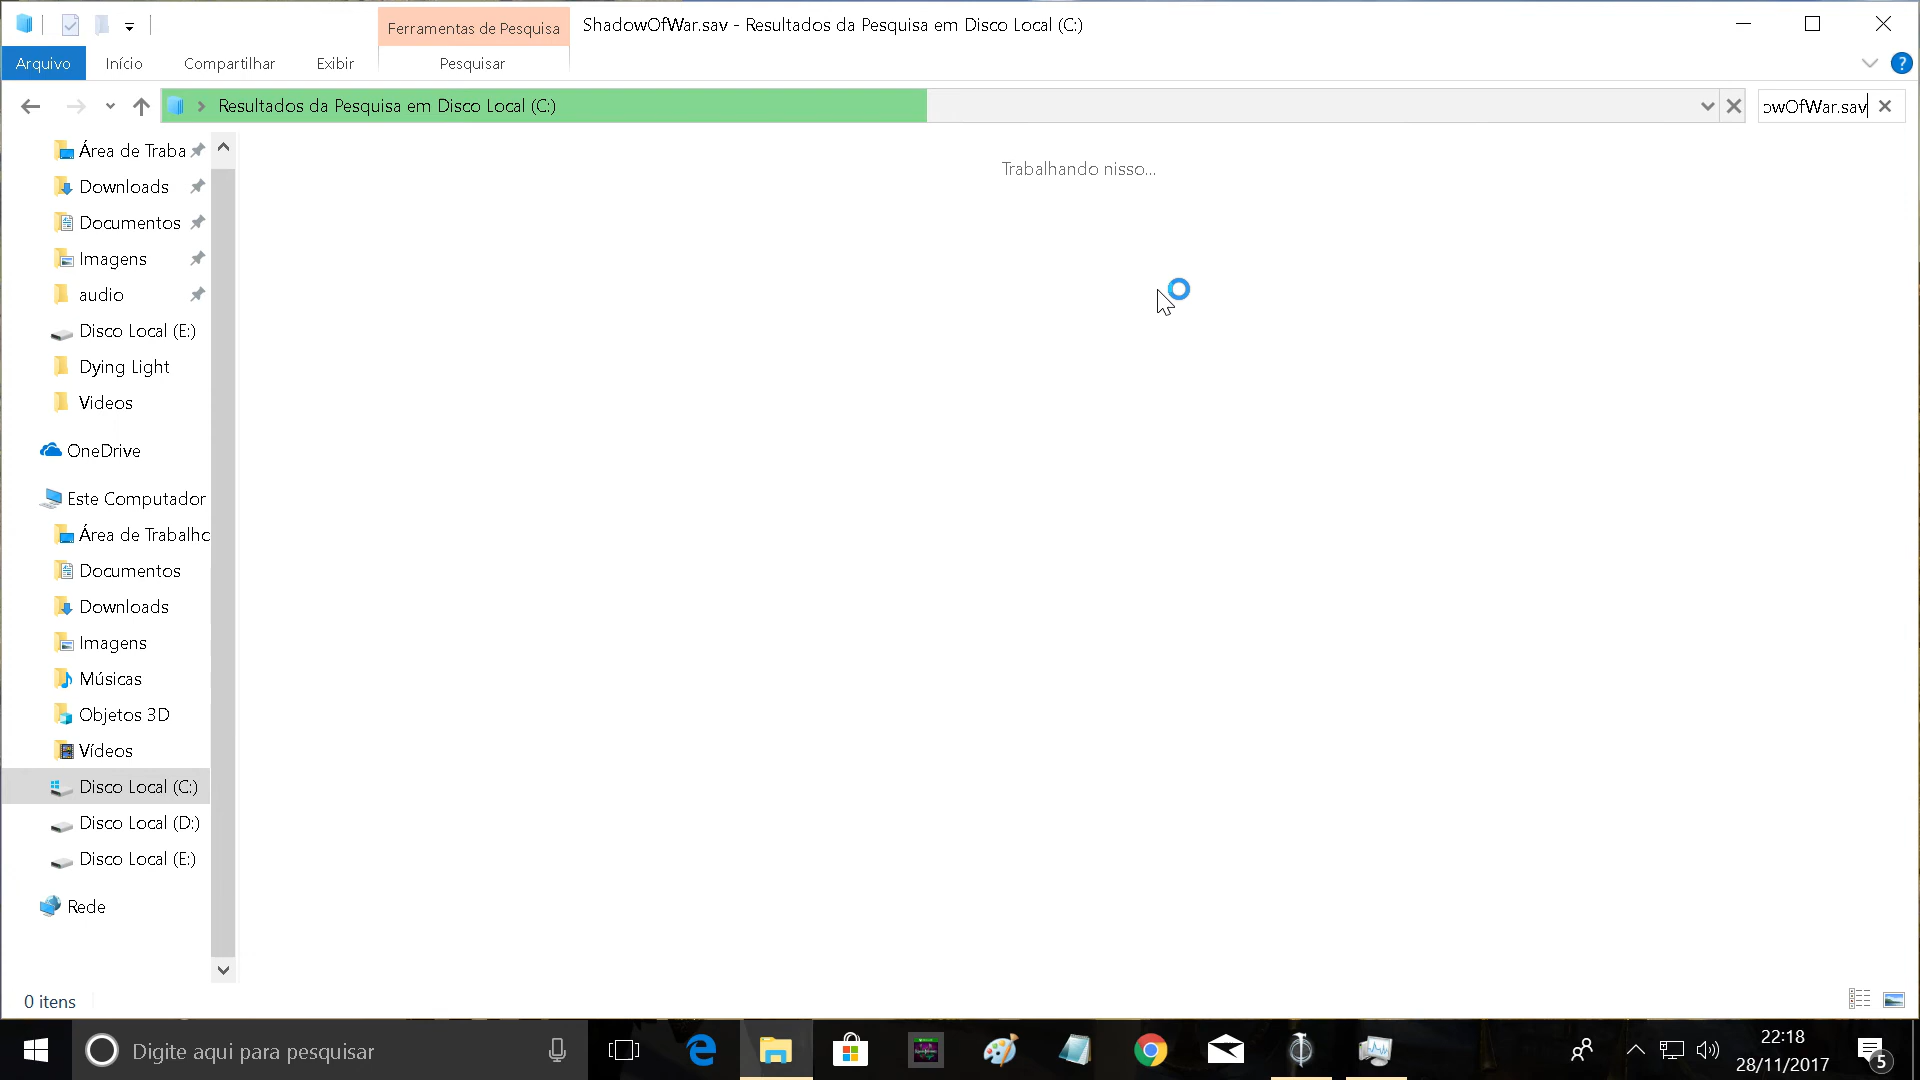 Ferramentas de Pesquisa
ShadowOfWar.sav - Resultados da Pesquisa em Disco Local (C:)
Arquivo
Início
Compartilhar
Exibir
Pesquisar
?
Resultados da Pesquisa em Disco Local (C:)
owOfWar.sav
Área de Traba
Downloads
Documentos
Imagens
audio
Disco Local (E:)
Dying Light
Videos
OneDrive
Este Computador
Área de Trabalho
Documentos
Downloads
Imagens
Músicas
Objetos 3D
Vídeos
Disco Local (C:)
Disco Local (D:)
Disco Local (E:)
Rede
Trabalhando nisso...
0 itens
Digite aqui para pesquisar
22:18
28/11/2017
5